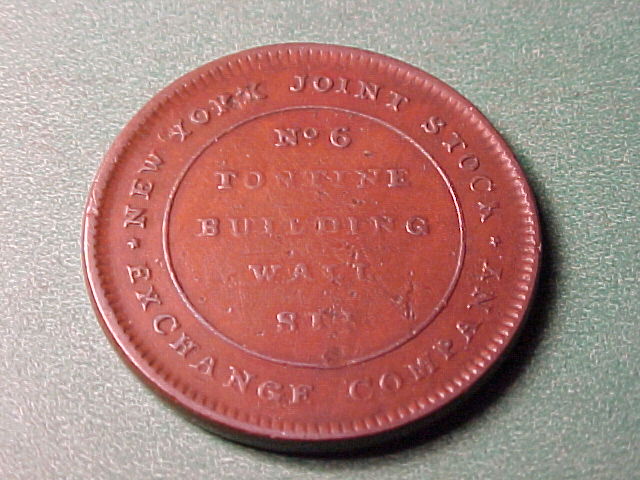 NEW YORK JOINT STOCK
EXCHANGE COMPANY
No 6
TONTINE
BUILDING
WALL
ST.